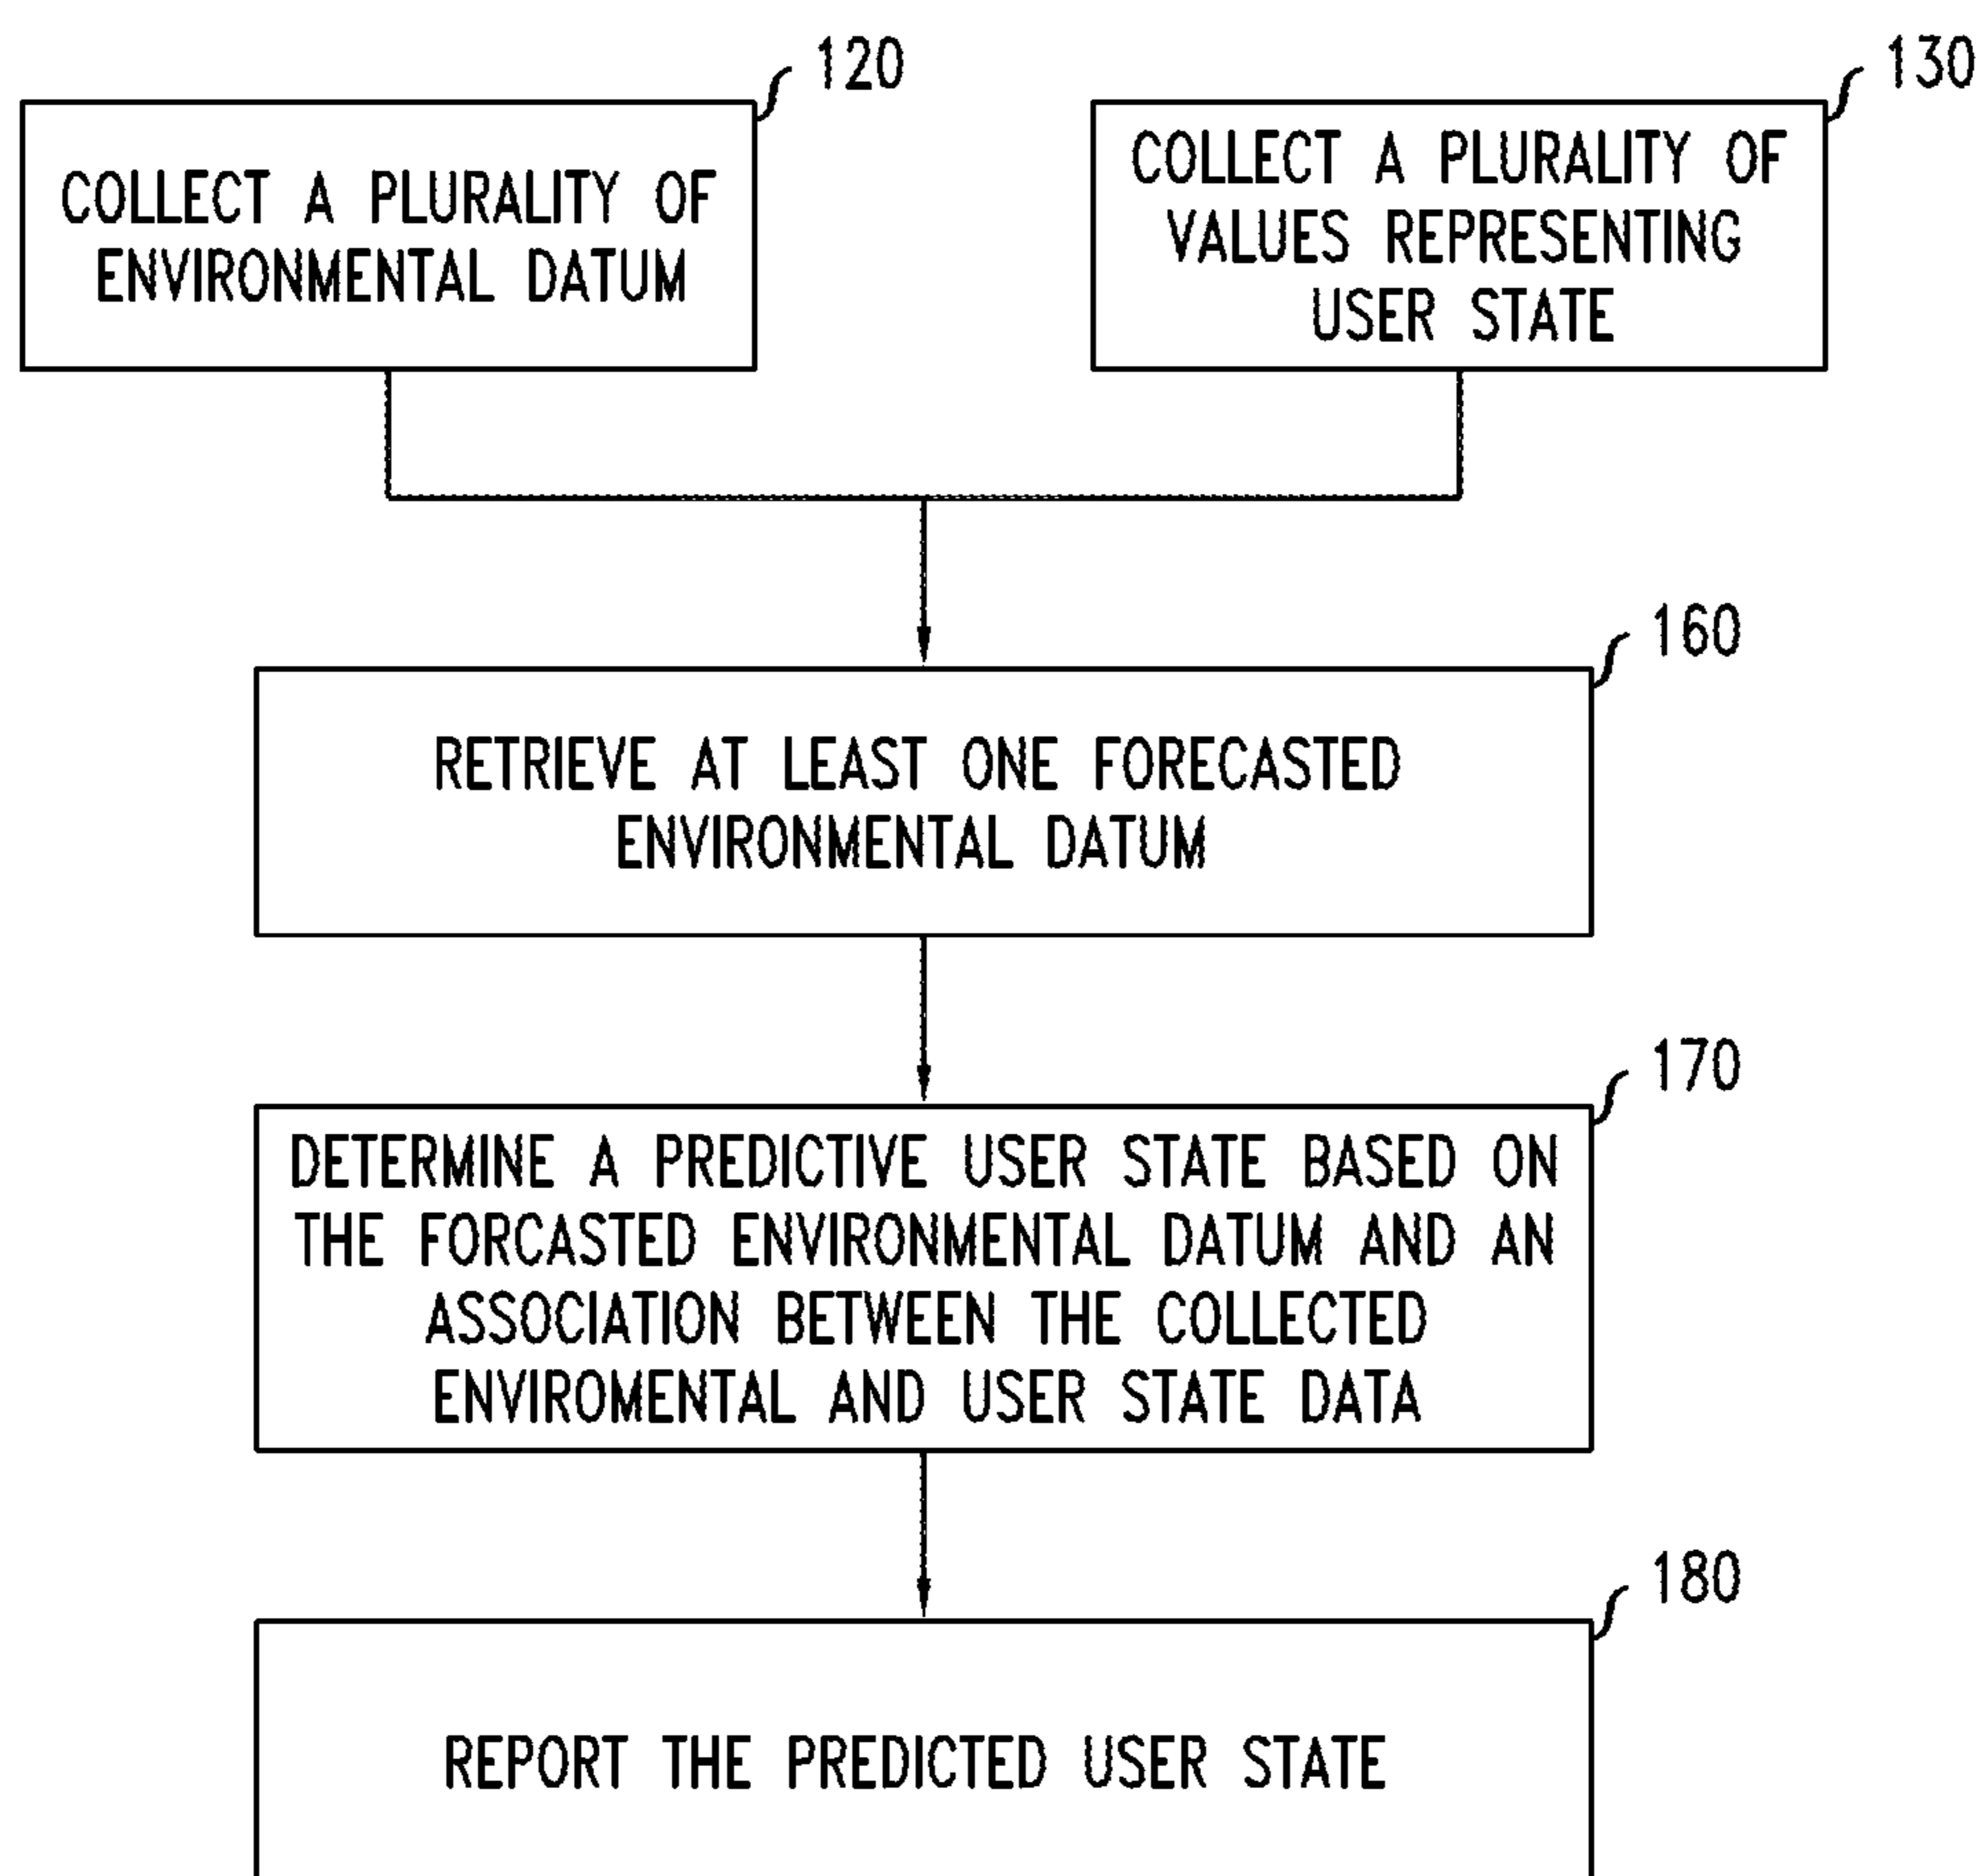 120
COLLECT A PLURALITY OF
ENVIRONMENTAL DATUM
130
COLLECT A PLURALITY OF
VALUES REPRESENTING
USER STATE
160
RETRIEVE AT LEAST ONE FORECASTED
ENVIRONMENTAL DATUM
170
DETERMINE A PREDICTIVE USER STATE BASED ON
THE FORCASTED ENVIRONMENTAL DATUM AND AN
ASSOCIATION BETWEEN THE COLLECTED
ENVIROMENTAL AND USER STATE DATA
180
REPORT THE PREDICTED USER STATE